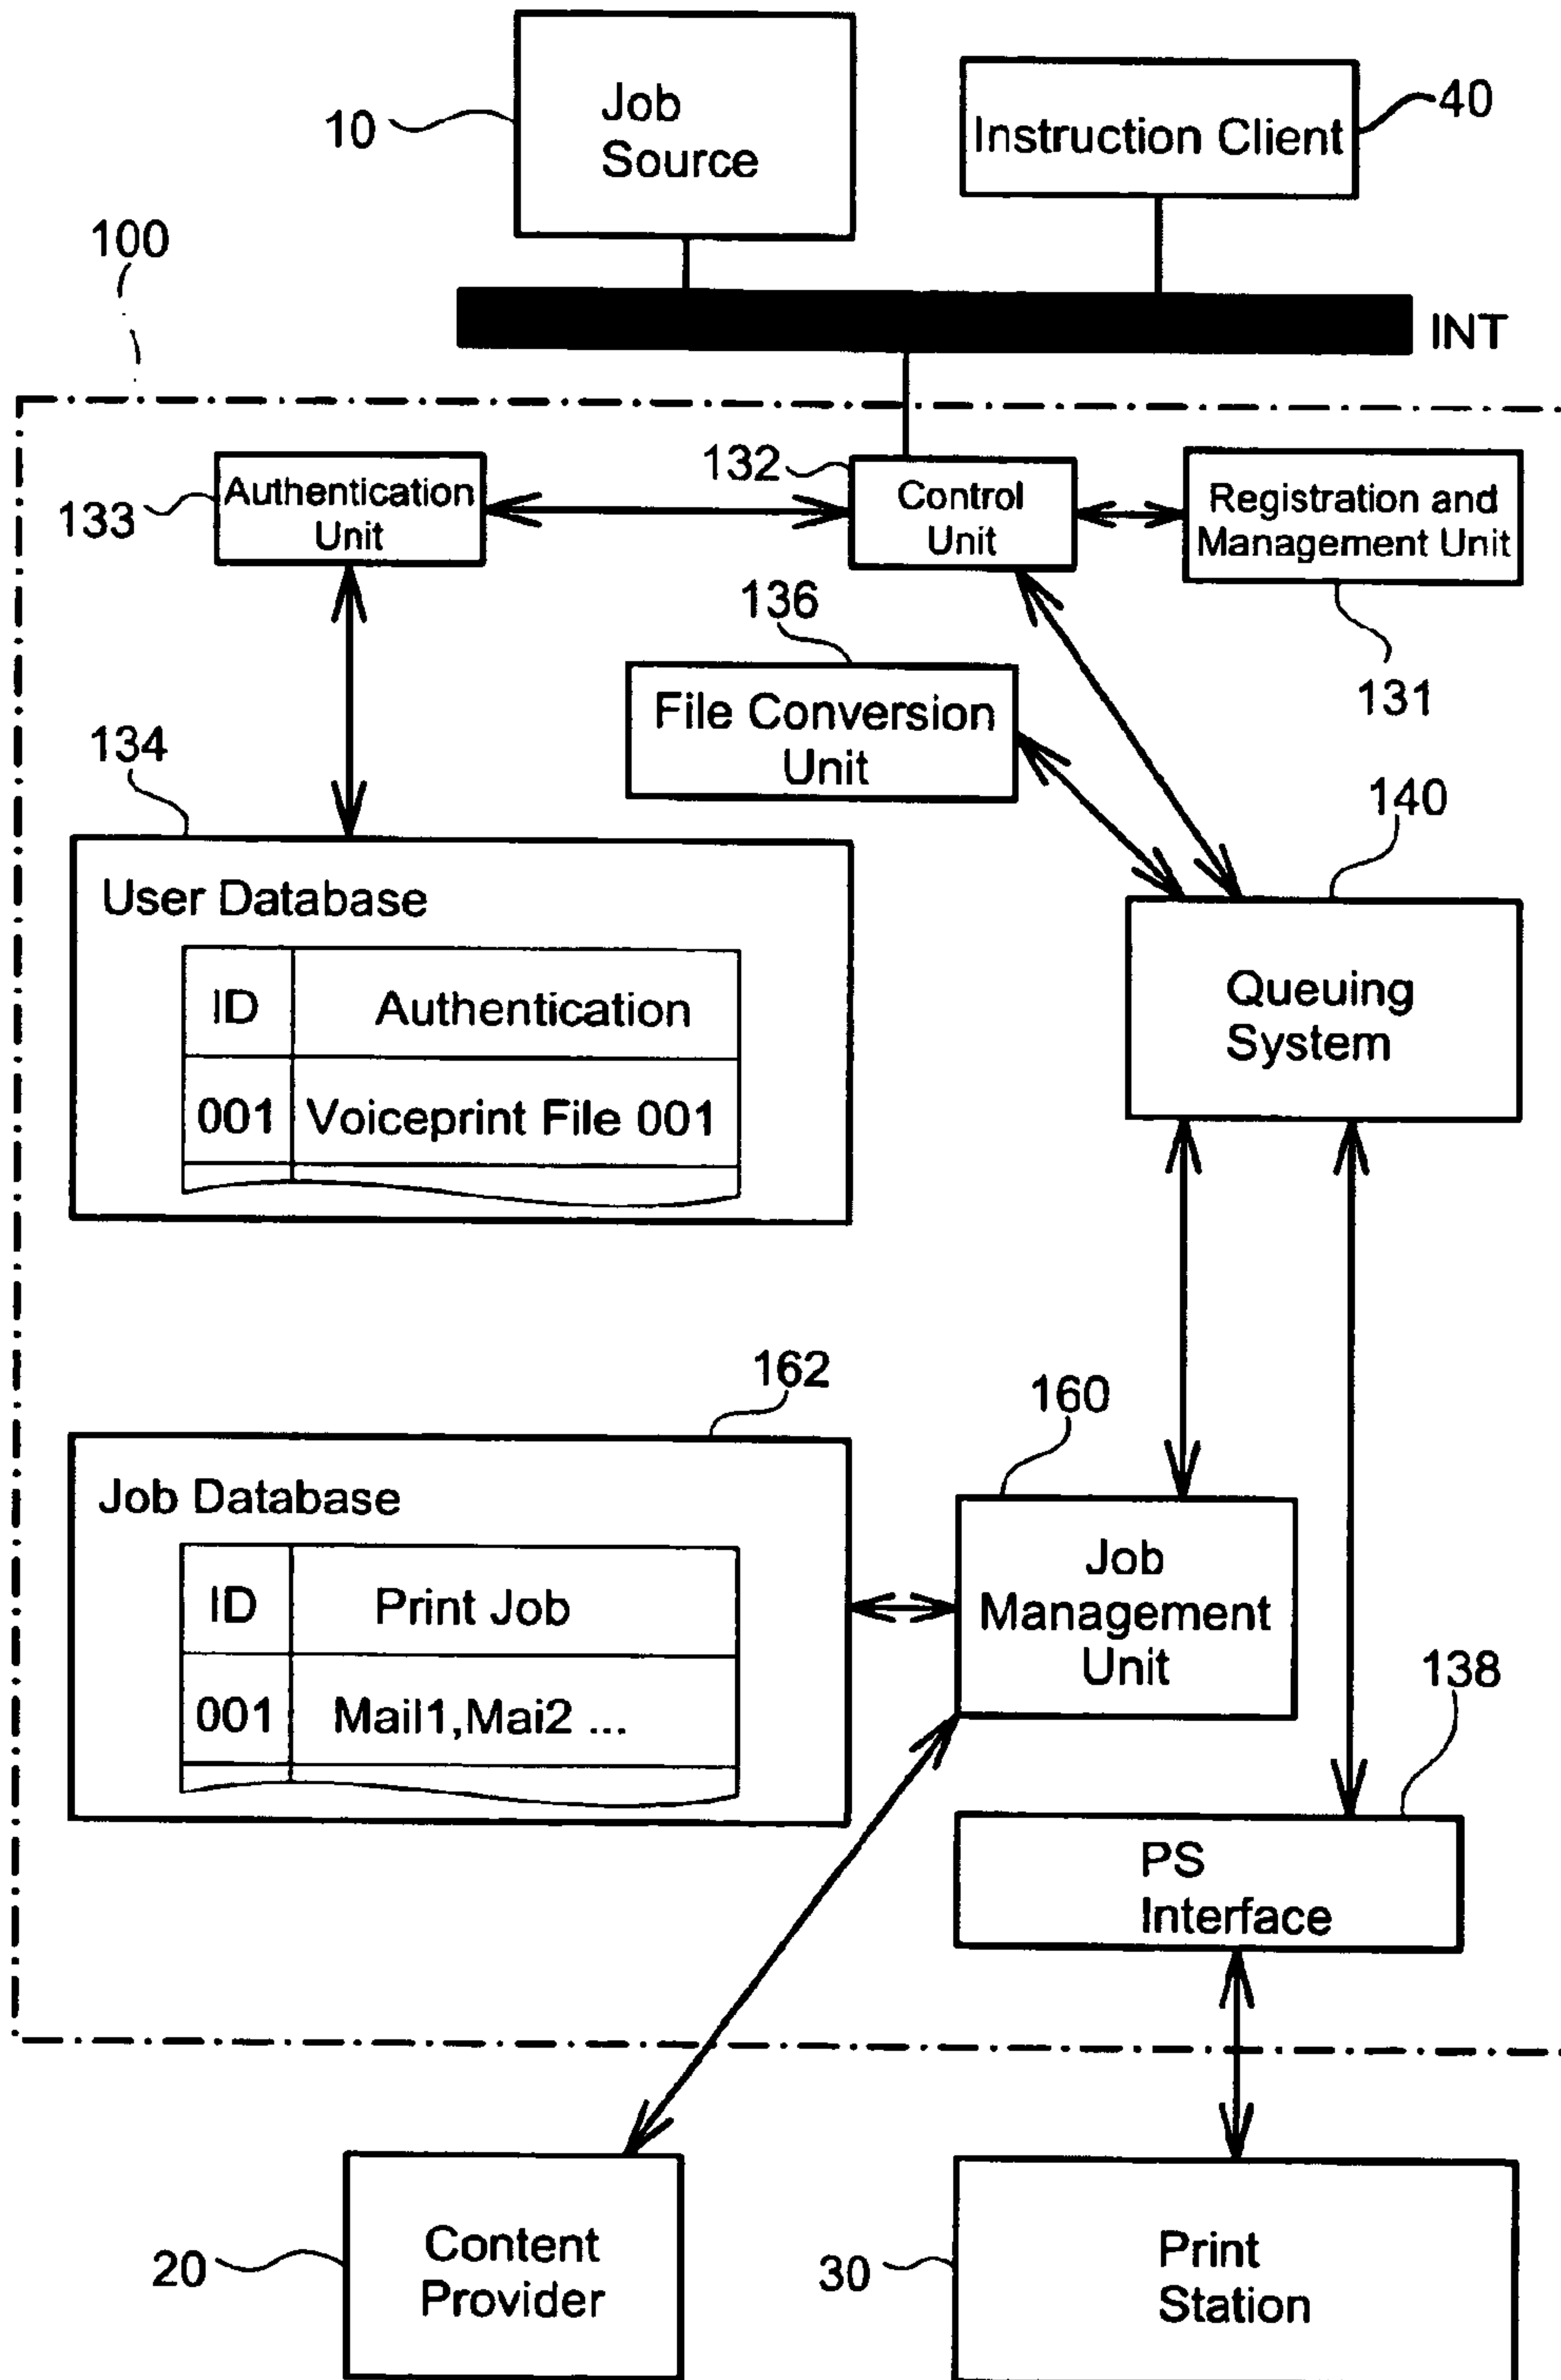 Job
Source
10
Instruction Client
40
100
INT
132
Control
Unit
133
Authentication
Unit
Registration and
Management Unit
131
136
File Conversion
Unit
134
User Database
ID
Authentication
001
Voiceprint File 001
140
Queuing
System
162
Job Database
ID
Print Job
001
Mail1,Mai2 ...
160
Job
Management
Unit
138
PS
Interface
20
Content
Provider
30
Print
Station